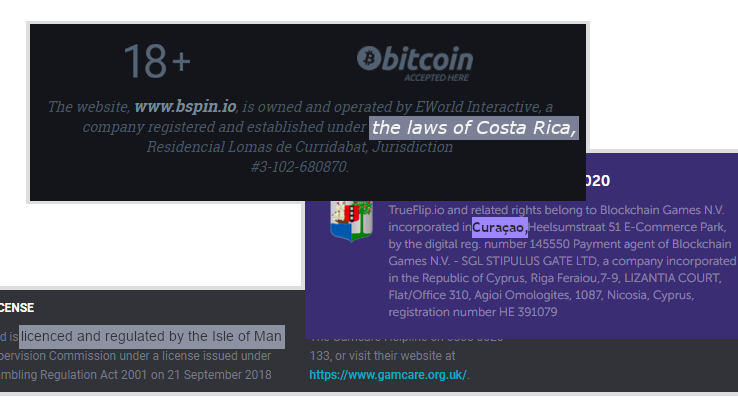 18+
bitcoin
ACCEPTED HERE
The website, www.bspin.io, is owned and operated by EWorld Interactive, a
company registered and established under the laws of Costa Rica,
Residencial Lomas de Curridabat, Jurisdiction
#3-102-680870.
2020
TrueFlip.io and related rights belong to Blockchain Games N.V.
incorporated in Curaçao, Heelsumstraat 51 E-Commerce Park,
by the digital reg. number 145550 Payment agent of Blockchain
Games N.V. - SGL STIPULUS GATE LTD, a company incorporated
in the Republic of Cyprus, Riga Feraiou,7-9, LIZANTIA COURT,
Flat/Office 310, Agioi Omologites, 1087, Nicosia, Cyprus,
registration number HE 391079
CENSE
d is licenced and regulated by the Isle of Man
pervision Commission under a license issued under
mbling Regulation Act 2001 on 21 September 2018
133, or visit their website at
https://www.gamcare.org.uk/.